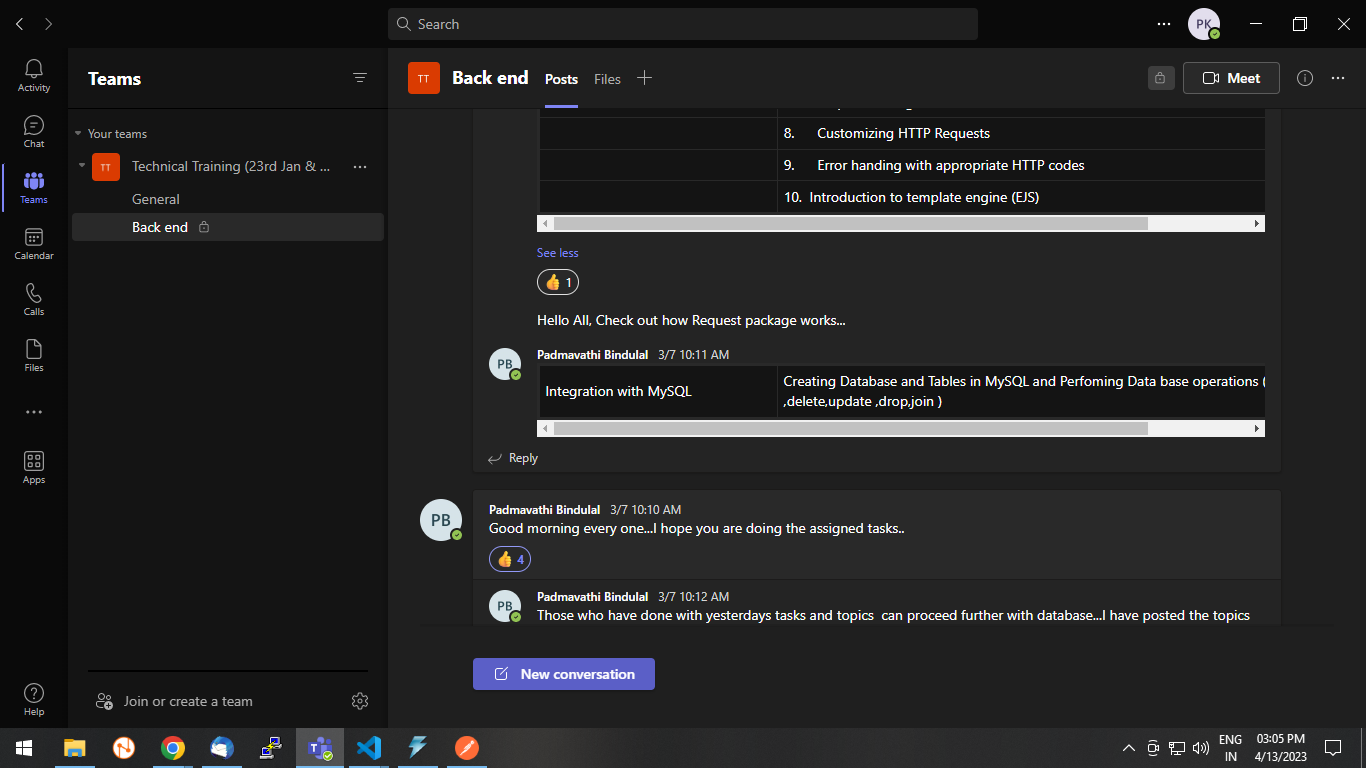 Search
PK
Activity
Chat
Teams
Calendar
Calls
Files
Apps
Help
Teams
Your teams
TT
Technical Training (23rd Jan & ...
General
Back end
Join or create a team
TT
Back end
Posts
Files
Meet
8. Customizing HTTP Requests
9. Error handing with appropriate HTTP codes
10. Introduction to template engine (EJS)
See less
1
Hello All, Check out how Request package works...
PB
Padmavathi Bindulal 3/7 10:11 AM
Integration with MySQL
Creating Database and Tables in MySQL and Perfoming Data base operations (
,delete,update ,drop,join )
Reply
PB
Padmavathi Bindulal 3/7 10:10 AM
Good morning every one...I hope you are doing the assigned tasks..
4
PB
Padmavathi Bindulal 3/7 10:12 AM
Those who have done with yesterdays tasks and topics can proceed further with database...I have posted the topics
New conversation
ENG
IN
03:05 PM
4/13/2023